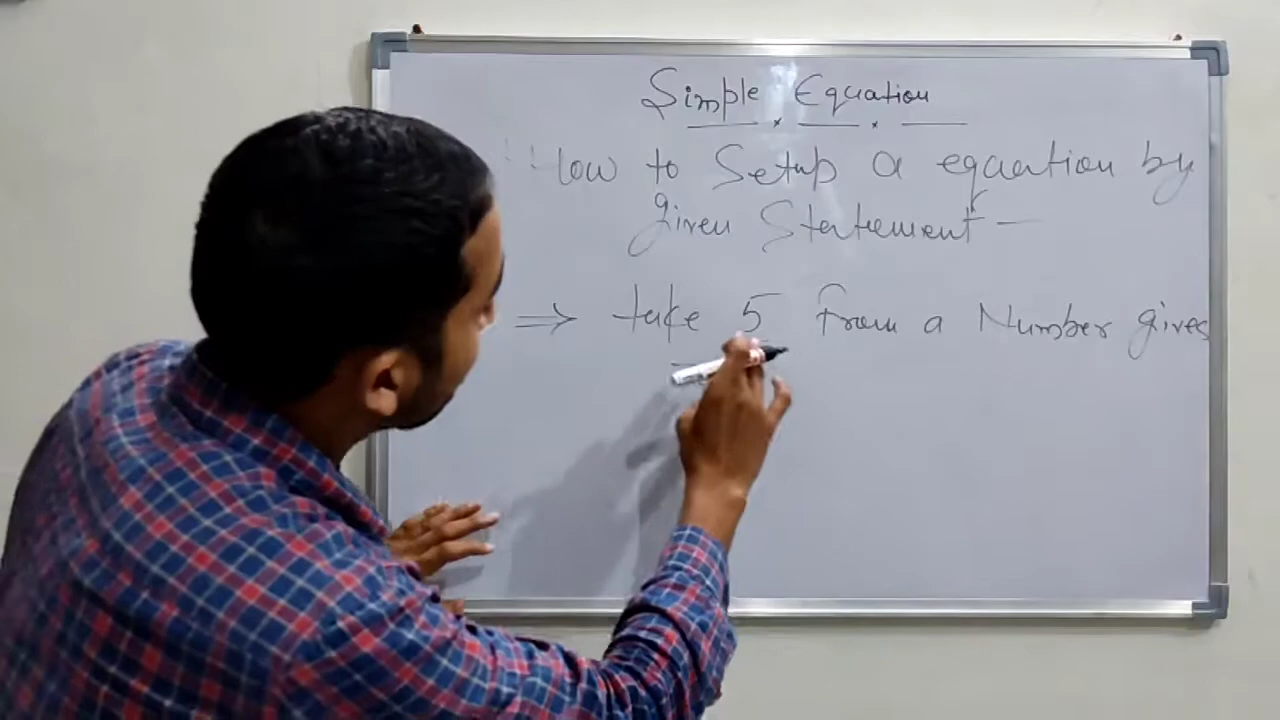 Simple Equation
How to Setup a equation by
given Statement —
⇒ take 5 from a Number gives